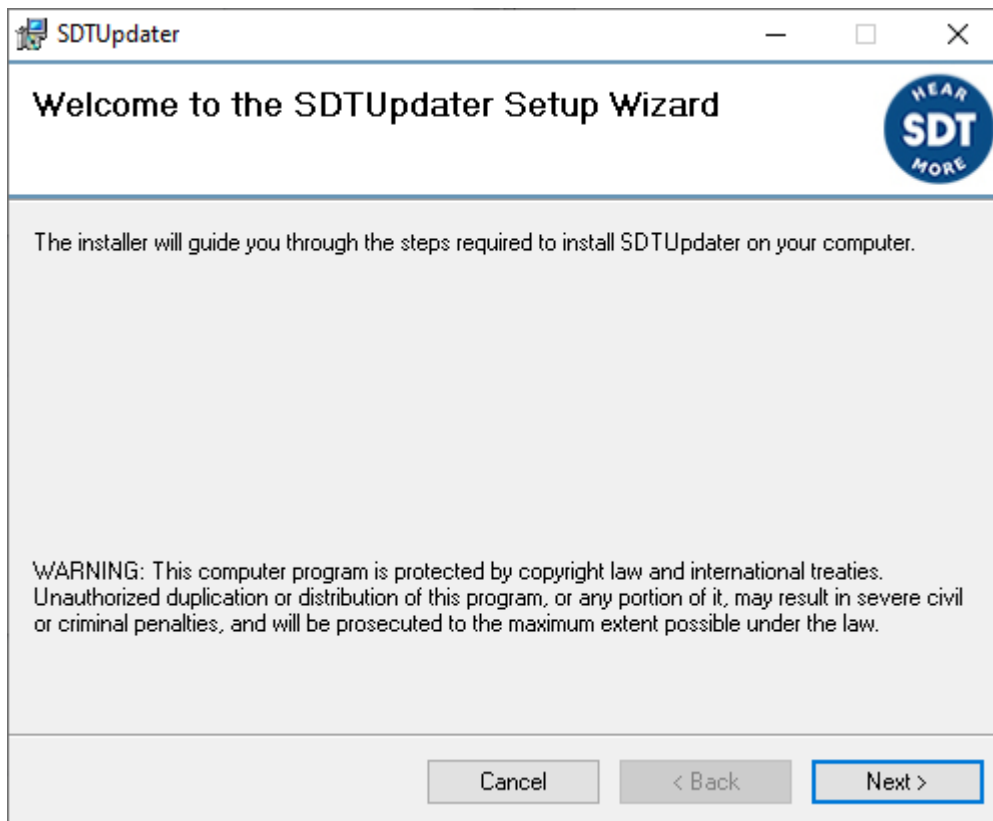 SDTUpdater
Welcome to the SDTUpdater Setup Wizard
HEAR
SDT
MORE
The installer will guide you through the steps required to install SDTUpdater on your computer.
WARNING: This computer program is protected by copyright law and international treaties.
Unauthorized duplication or distribution of this program, or any portion of it, may result in severe civil
or criminal penalties, and will be prosecuted to the maximum extent possible under the law.
Cancel
< Back
Next >